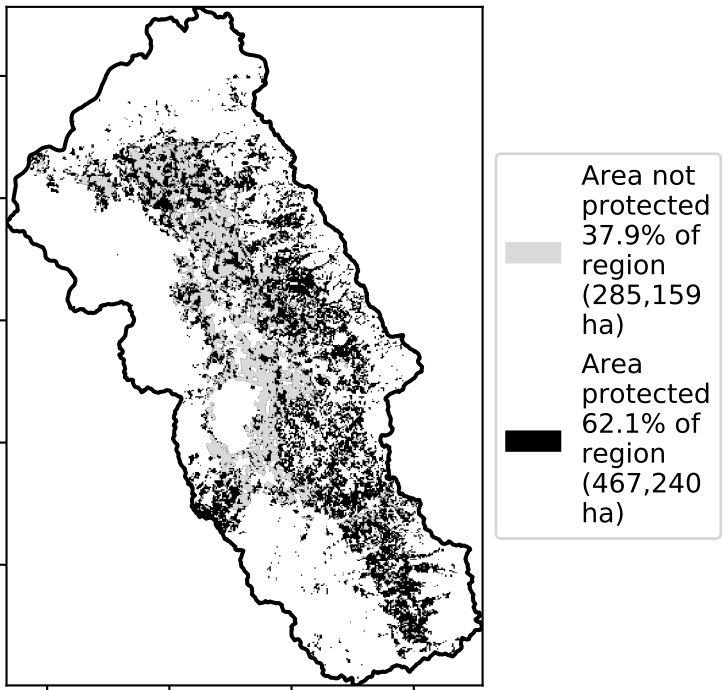 Area not
protected
37.9% of
region
(285,159
ha)
Area
protected
62.1% of
region
(467,240
ha)